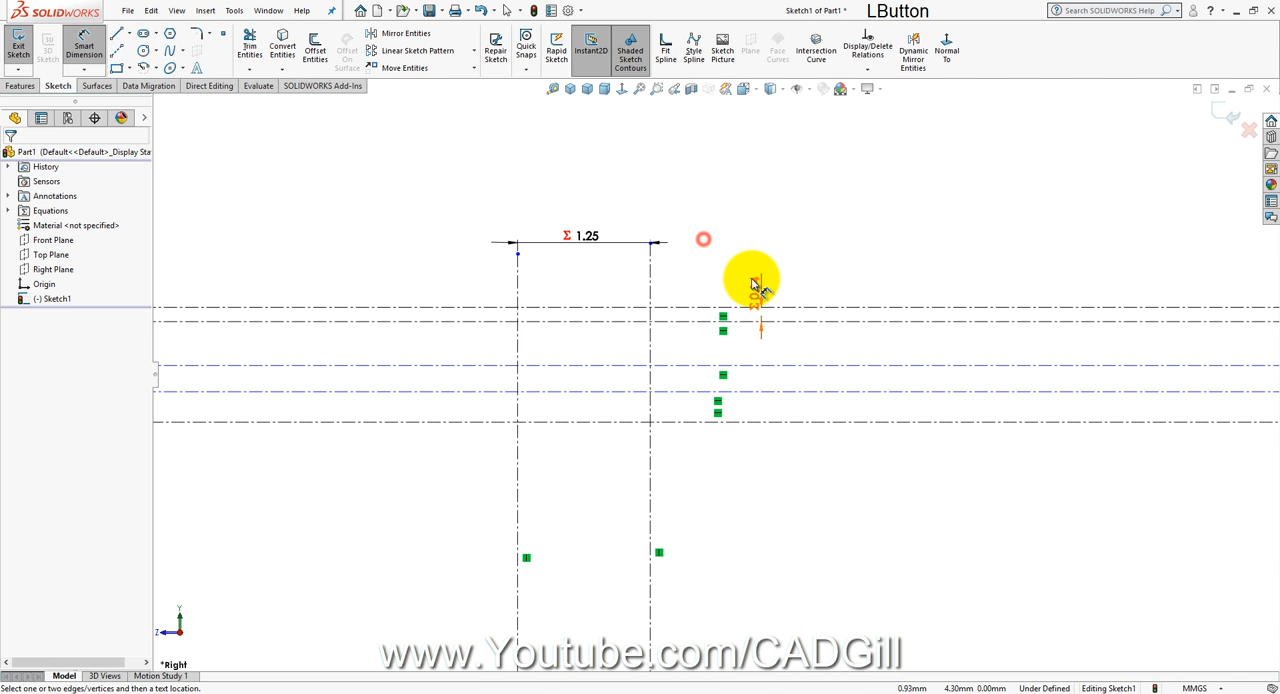 SOLIDWORKS
File
Edit
View
Insert
Tools
Window
Help
Sketch1 of Part1 *
LButton
Search SOLIDWORKS Help
Exit Sketch
3D Sketch
Smart Dimension
Trim Entities
Convert Entities
Offset Entities
Offset On Surface
Mirror Entities
Linear Sketch Pattern
Move Entities
Repair Sketch
Quick Snaps
Rapid Sketch
Instant2D
Shaded Sketch Contours
Fit Spline
Style Spline
Sketch Picture
Plane
Face Curves
Intersection Curve
Display/Delete Relations
Dynamic Mirror Entities
Normal To
Features
Sketch
Surfaces
Data Migration
Direct Editing
Evaluate
SOLIDWORKS Add-Ins
Part1 (Default<<Default>_Display Sta
History
Sensors
Annotations
Equations
Material <not specified>
Front Plane
Top Plane
Right Plane
Origin
(-) Sketch1
Σ 1.25
Y
Z
*Right
www.Youtube.com/CADGill
Model
3D Views
Motion Study 1
Select one or two edges/vertices and then a text location.
0.93mm
4.30mm 0.00mm
Under Defined
Editing Sketch1
MMGS